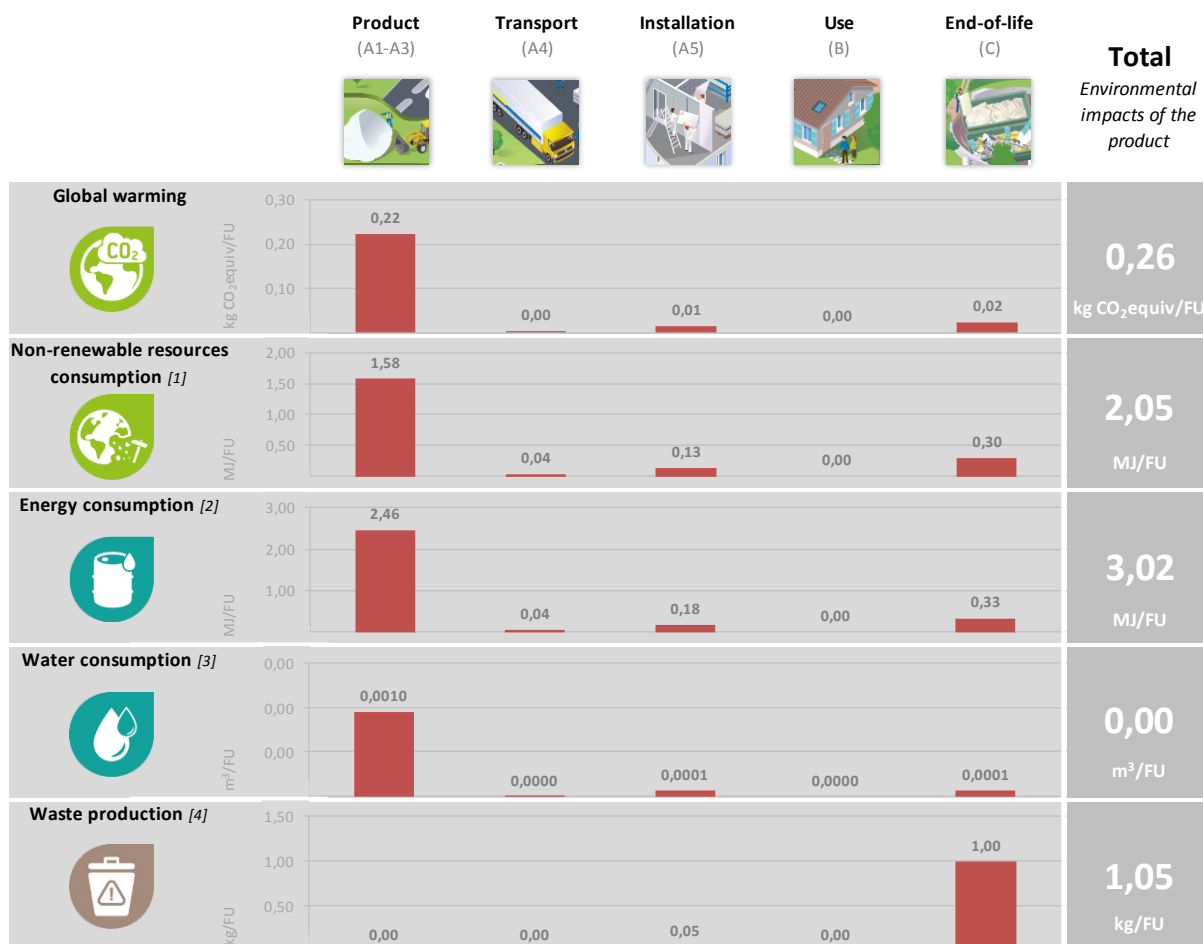 Product
(A1-A3)
Transport
(A4)
Installation
(A5)
Use
(B)
End-of-life
(C)
Total
Environmental
impacts of the
product
Global warming
CO₂
kg CO₂equiv/FU
0,30
0,20
0,10
0,22
0,00
0,01
0,00
0,02
0,26
kg CO₂equiv/FU
Non-renewable resources
consumption [1]
MJ/FU
2,00
1,50
1,00
0,50
1,58
0,04
0,13
0,00
0,30
2,05
MJ/FU
Energy consumption [2]
MJ/FU
3,00
2,00
1,00
2,46
0,04
0,18
0,00
0,33
3,02
MJ/FU
Water consumption [3]
m³/FU
0,00
0,00
0,00
0,0010
0,0000
0,0001
0,0000
0,0001
0,00
m³/FU
Waste production [4]
kg/FU
1,50
1,00
0,50
0,00
0,00
0,05
0,00
1,00
1,05
kg/FU